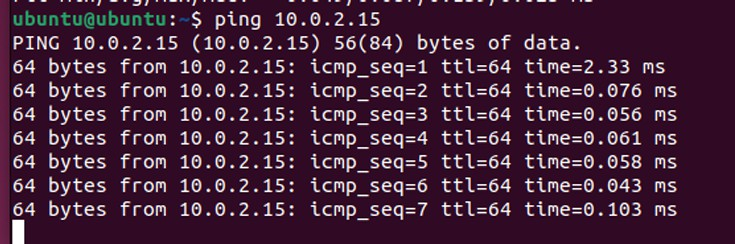 ubuntu@ubuntu:~$ ping 10.0.2.15
PING 10.0.2.15 (10.0.2.15) 56(84) bytes of data.
64 bytes from 10.0.2.15: icmp_seq=1 ttl=64 time=2.33 ms
64 bytes from 10.0.2.15: icmp_seq=2 ttl=64 time=0.076 ms
64 bytes from 10.0.2.15: icmp_seq=3 ttl=64 time=0.056 ms
64 bytes from 10.0.2.15: icmp_seq=4 ttl=64 time=0.061 ms
64 bytes from 10.0.2.15: icmp_seq=5 ttl=64 time=0.058 ms
64 bytes from 10.0.2.15: icmp_seq=6 ttl=64 time=0.043 ms
64 bytes from 10.0.2.15: icmp_seq=7 ttl=64 time=0.103 ms